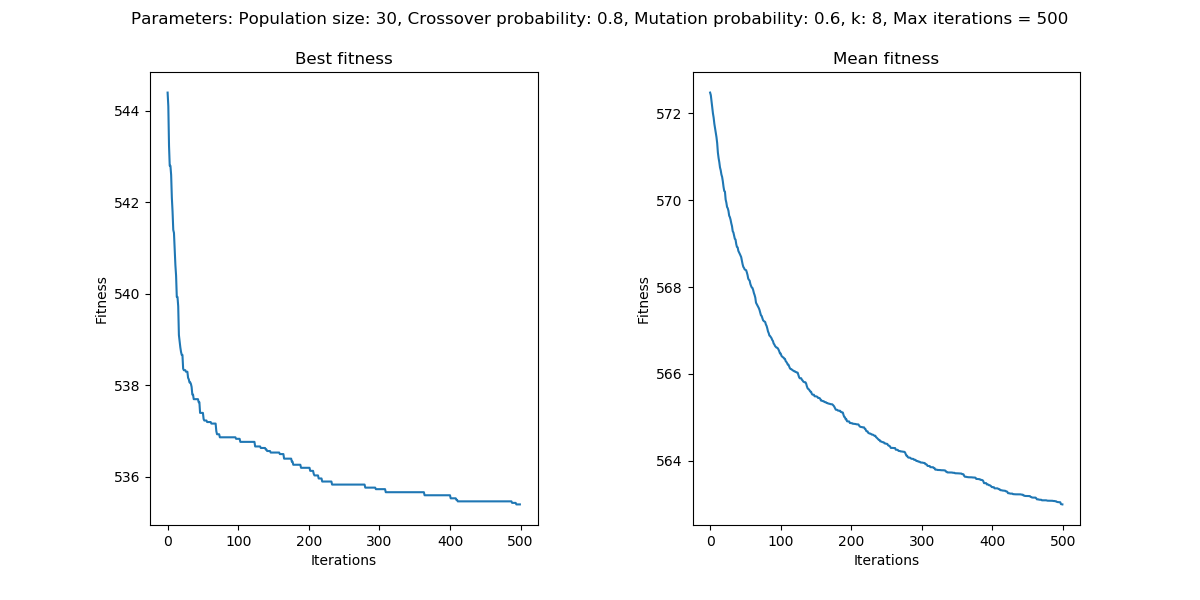 Parameters: Population size: 30, Crossover probability: 0.8, Mutation probability: 0.6, k: 8, Max iterations = 500
Best fitness
544
542
540
538
536
Fitness
0 100 200 300 400 500
Iterations
Mean fitness
572
570
568
566
564
Fitness
0 100 200 300 400 500
Iterations